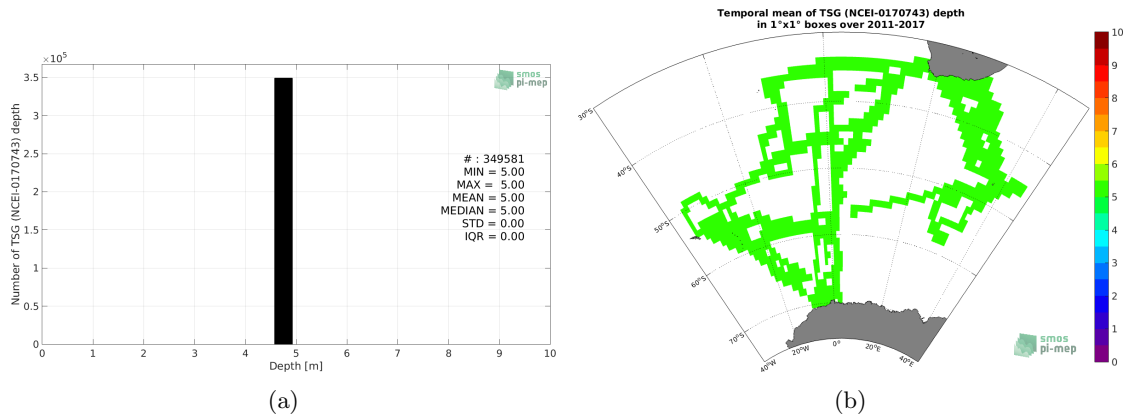 ×10⁵
3.5
3
2.5
2
1.5
1
0.5
0
Number of TSG (NCEI-0170743) depth
smos
pi-mep
# : 349581
MIN = 5.00
MAX = 5.00
MEAN = 5.00
MEDIAN = 5.00
STD = 0.00
IQR = 0.00
0 1 2 3 4 5 6 7 8 9 10
Depth [m]
(a)
Temporal mean of TSG (NCEI-0170743) depth
in 1°x1° boxes over 2011-2017
30°S
40°S
50°S
60°S
70°S
40°W 20°W 0° 20°E 40°E
smos
pi-mep
10
9
8
7
6
5
4
3
2
1
0
(b)